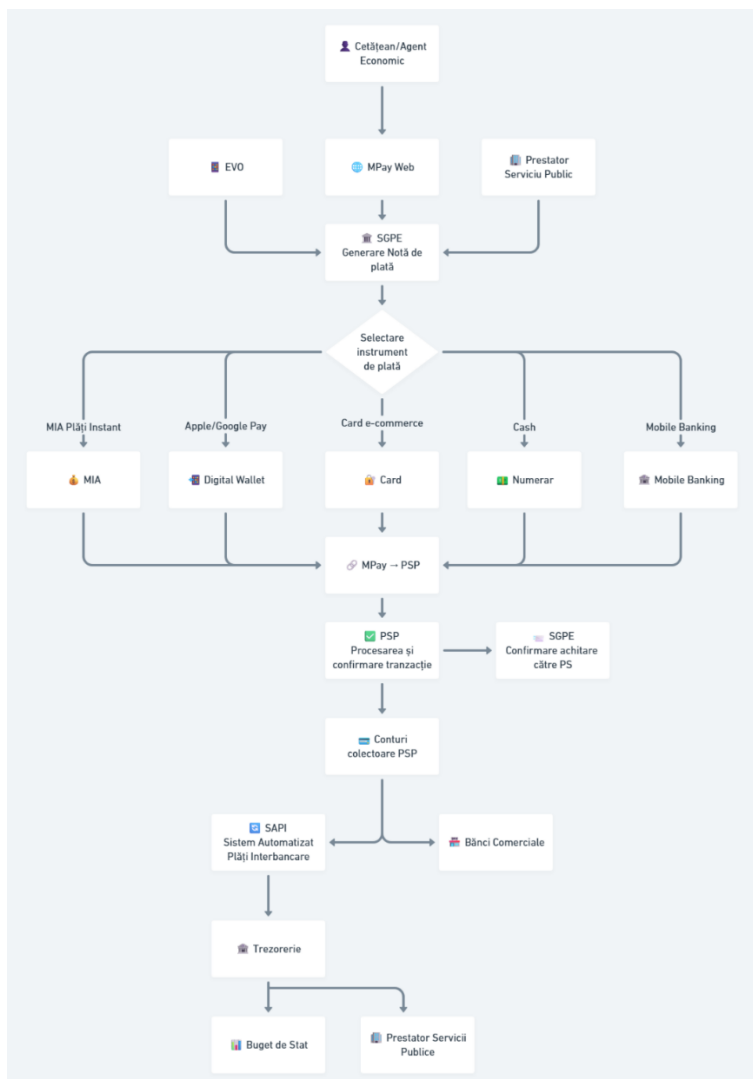 Cetățean/Agent
Economic
EVO
MPay Web
Prestator
Serviciu Public
SGPE
Generare Notă de
plată
Selectare
instrument
de plată
MIA Plăți Instant
Apple/Google Pay
Card e-commerce
Cash
Mobile Banking
MIA
Digital Wallet
Card
Numerar
Mobile Banking
MPay → PSP
PSP
Procesarea și
confirmare tranzacție
SGPE
Confirmare achitare
către PS
Conturi
colectoare PSP
SAPI
Sistem Automatizat
Plăți Interbancare
Bănci Comerciale
Trezorerie
Buget de Stat
Prestator Servicii
Publice